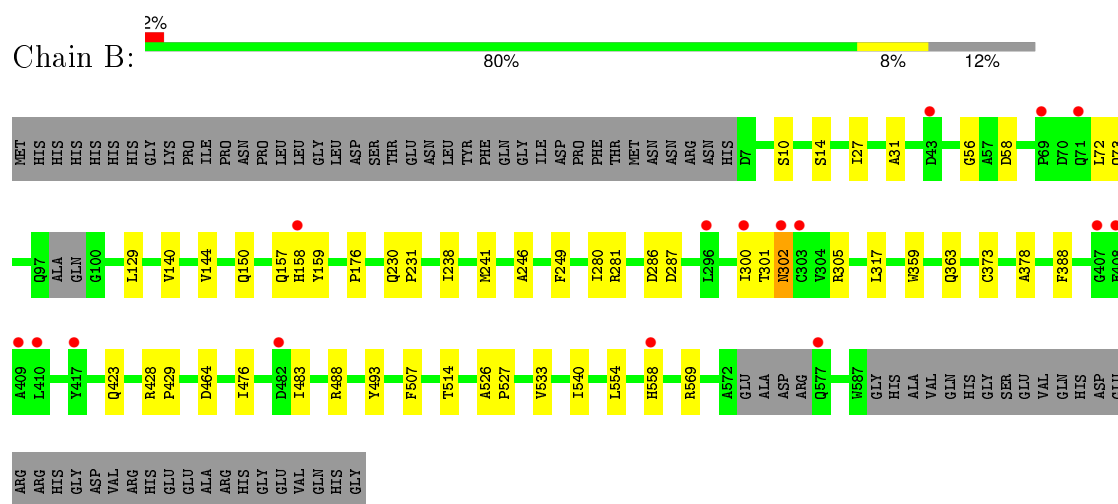 2%
Chain B:
80% 8% 12%
MET HIS HIS HIS HIS HIS HIS GLY LYS PRO ILE PRO ASN PRO LEU LEU GLY LEU ASP SER THR GLU ASN LEU TYR PHE GLN GLY ILE ASP PRO PHE THR MET ASN ASN ARG ASN HIS D7 S10 S14 I27 A31 D43 G56 A57 D58 P69 D70 Q71 L72
Q97 ALA GLN G100 L129 V140 V144 Q150 Q157 H158 Y159 P176 Q230 P231 I238 M241 A246 F249 I280 R281 D286 D287 L296 I300 T301 N302 C303 V304 R305 L317 W359 Q363 C373 A378 F388 G407
A409 L410 Y417 Q423 R428 P429 D464 I476 D482 I483 R488 Y493 F507 T514 A526 P527 V533 I540 L554 H558 R569 A572 GLU ALA ASP ARG Q577 W587 GLY HIS ALA VAL GLN HIS GLY SER GLU VAL GLN HIS ASP GLU
ARG ARG HIS GLY ASP VAL ARG HIS GLU GLU ALA ARG HIS GLY GLU VAL GLN HIS GLY